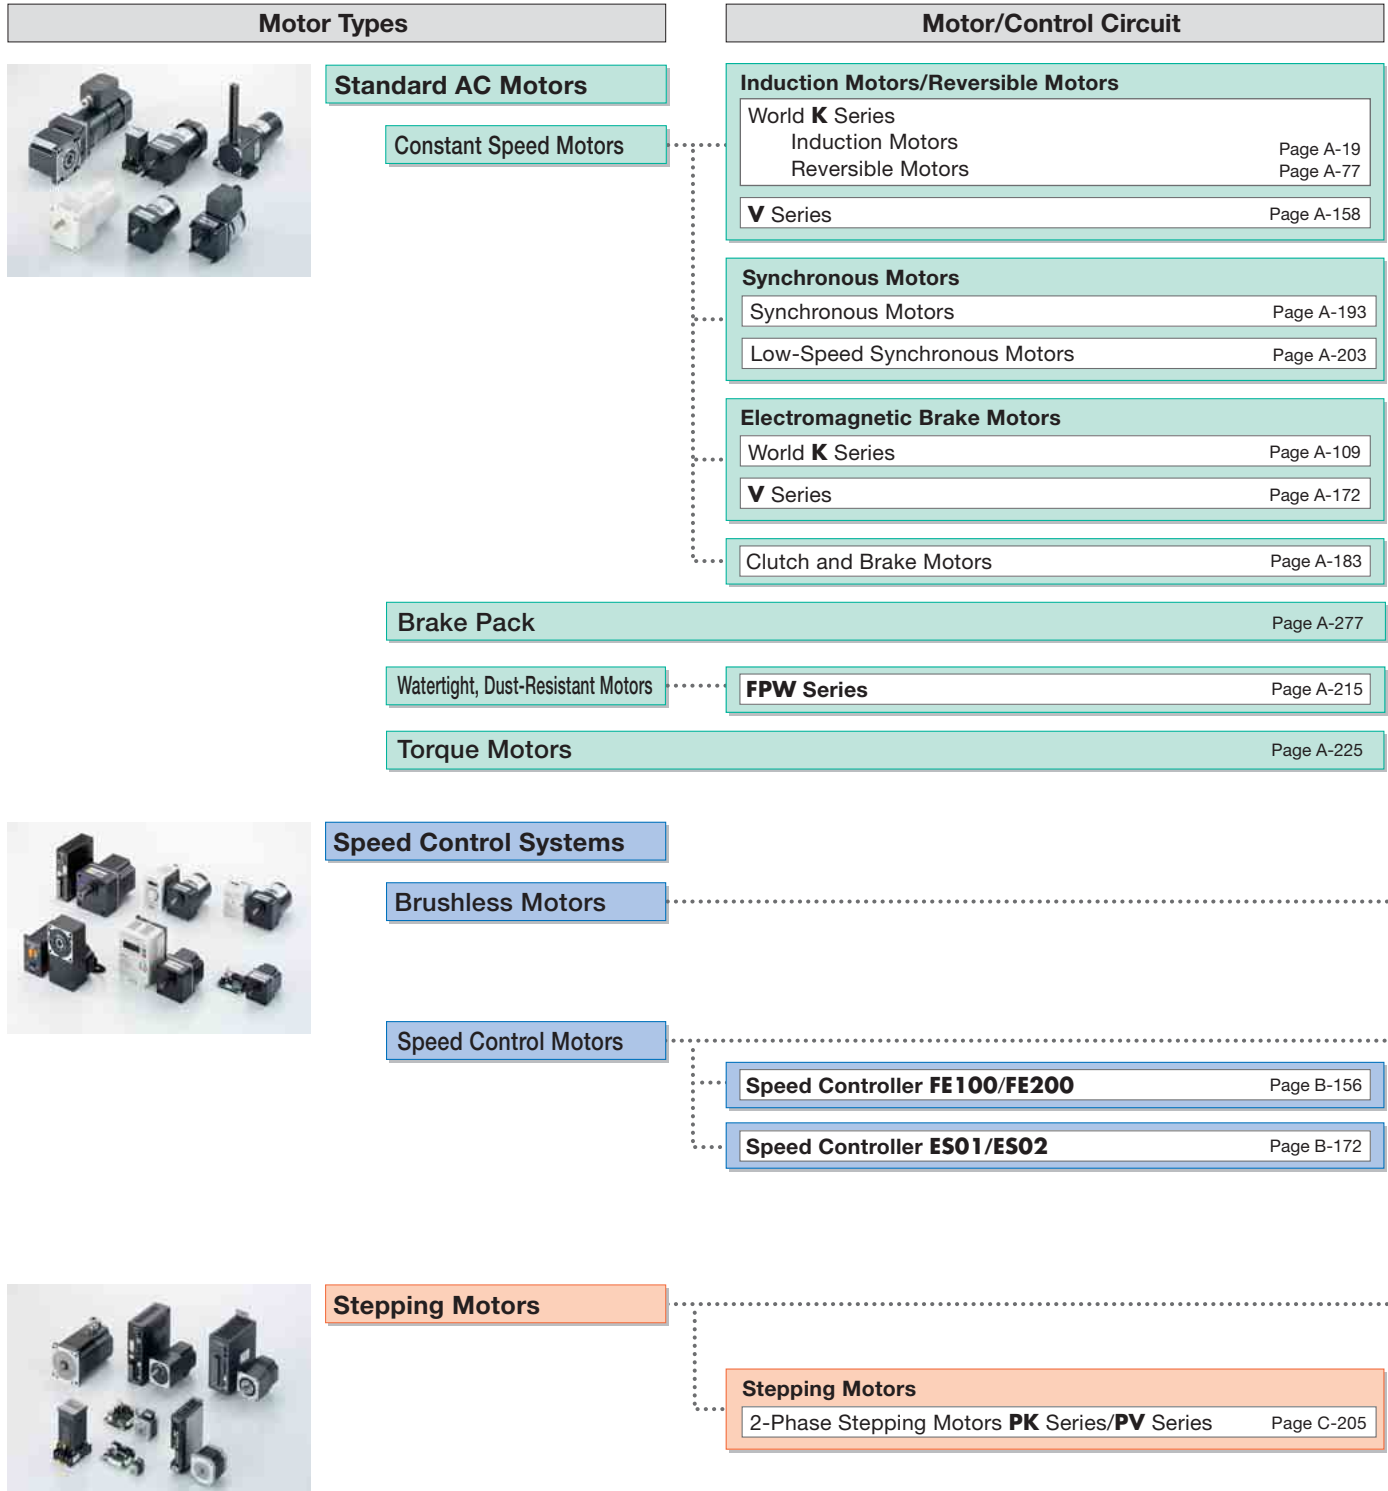 Motor Types
Motor/Control Circuit
Standard AC Motors
Constant Speed Motors
Induction Motors/Reversible Motors
World K Series
Induction Motors Page A-19
Reversible Motors Page A-77
V Series Page A-158
Synchronous Motors
Synchronous Motors Page A-193
Low-Speed Synchronous Motors Page A-203
Electromagnetic Brake Motors
World K Series Page A-109
V Series Page A-172
Clutch and Brake Motors Page A-183
Brake Pack Page A-277
Watertight, Dust-Resistant Motors
FPW Series Page A-215
Torque Motors Page A-225
Speed Control Systems
Brushless Motors
Speed Control Motors
Speed Controller FE100/FE200 Page B-156
Speed Controller ES01/ES02 Page B-172
Stepping Motors
Stepping Motors
2-Phase Stepping Motors PK Series/PV Series Page C-205